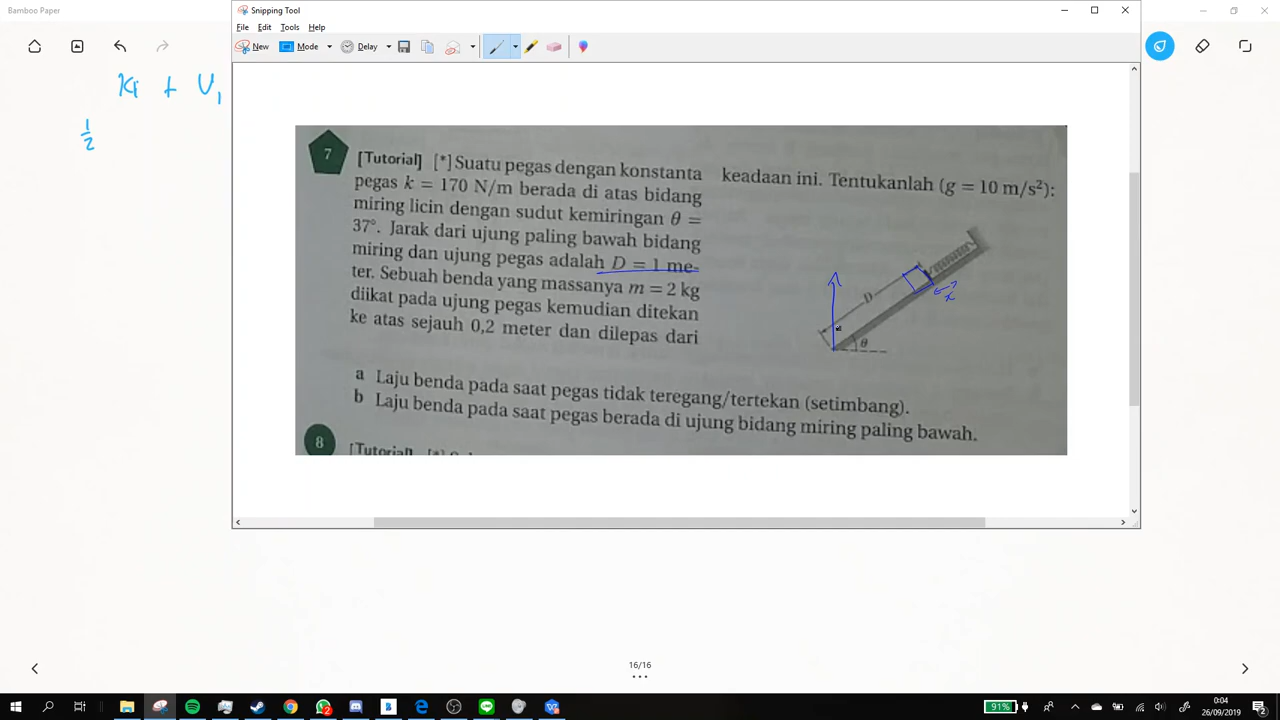 Bamboo Paper
Snipping Tool
File Edit Tools Help
New Mode Delay
K1 + U1
1/2
7
[Tutorial] [*] Suatu pegas dengan konstanta
pegas k = 170 N/m berada di atas bidang
miring licin dengan sudut kemiringan θ =
37°. Jarak dari ujung paling bawah bidang
miring dan ujung pegas adalah D = 1 me-
ter. Sebuah benda yang massanya m = 2 kg
diikat pada ujung pegas kemudian ditekan
ke atas sejauh 0,2 meter dan dilepas dari
keadaan ini. Tentukanlah (g = 10 m/s²):
D
x
θ
a Laju benda pada saat pegas tidak teregang/tertekan (setimbang).
b Laju benda pada saat pegas berada di ujung bidang miring paling bawah.
8
[Tutorial]
16/16
91%
0:04
26/09/2019
2